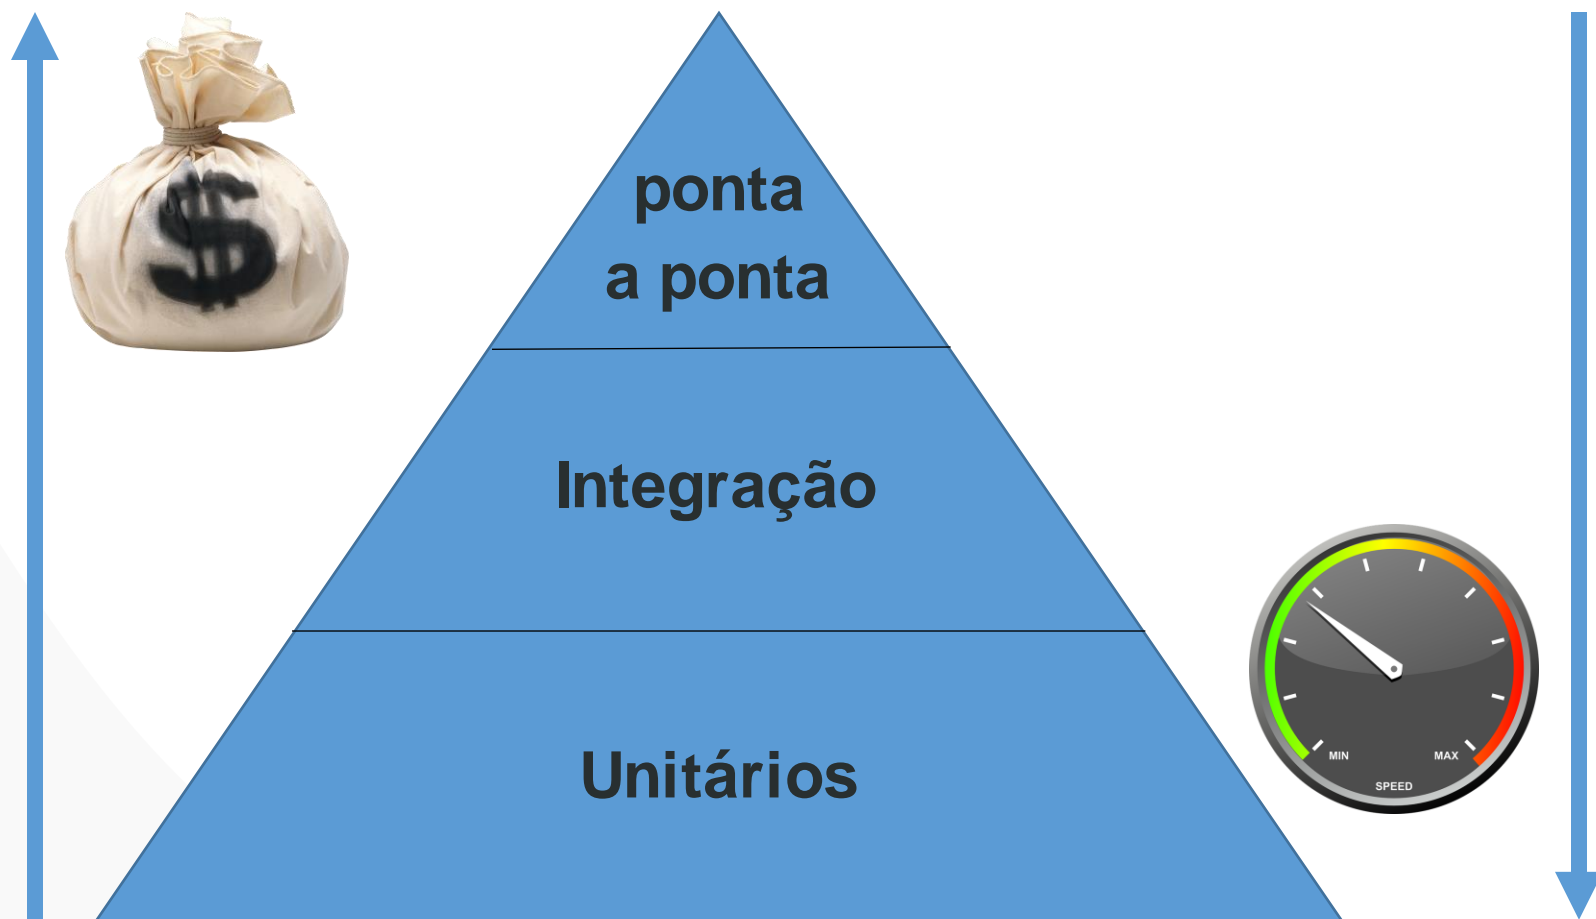 $
ponta
a ponta
Integração
Unitários
MIN
MAX
SPEED